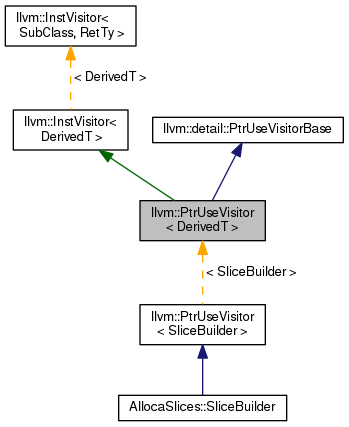 llvm::InstVisitor<
SubClass, RetTy >
< DerivedT >
llvm::InstVisitor<
DerivedT >
llvm::detail::PtrUseVisitorBase
llvm::PtrUseVisitor
< DerivedT >
< SliceBuilder >
llvm::PtrUseVisitor
< SliceBuilder >
AllocaSlices::SliceBuilder